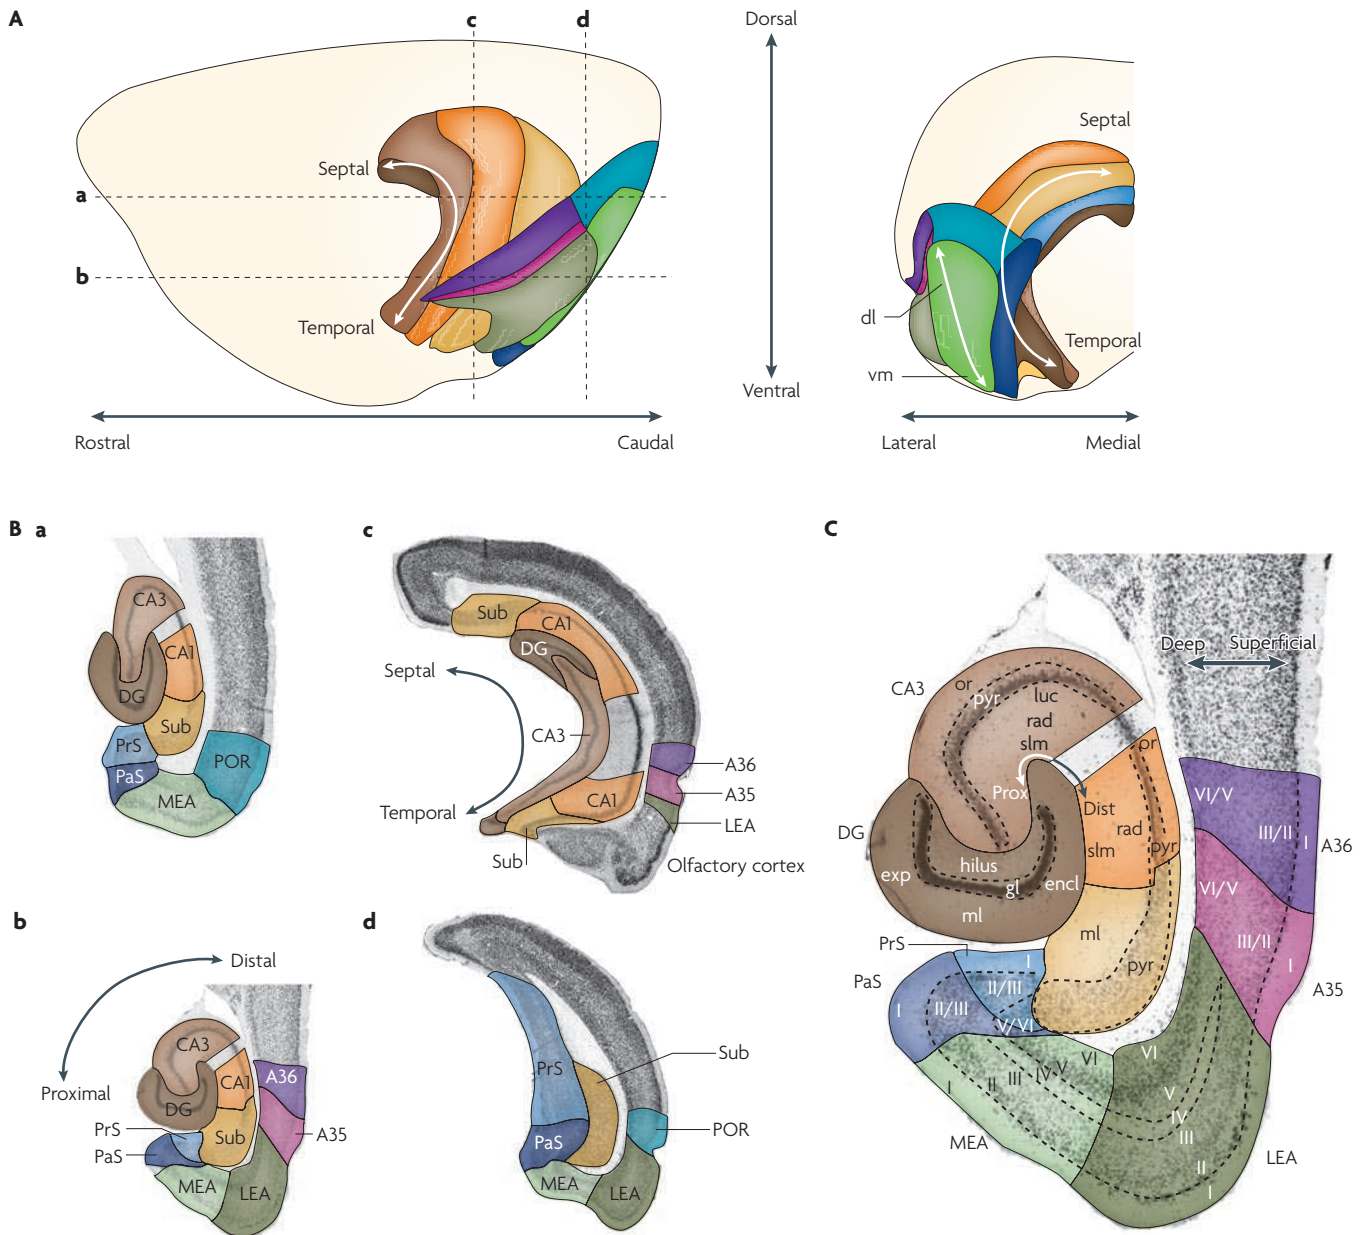 A
c
d
Septal
a
b
Temporal
Rostral
Caudal
Dorsal
Ventral
Septal
dl
Temporal
vm
Lateral
Medial
B
a
CA3
CA1
DG
Sub
PrS
PaS
POR
MEA
c
Sub
CA1
DG
Septal
CA3
A36
A35
Temporal
CA1
LEA
Sub
Olfactory cortex
b
Distal
CA3
Proximal
A36
CA1
DG
PrS
Sub
A35
PaS
MEA
LEA
d
PrS
Sub
PaS
POR
MEA
LEA
C
Deep
Superficial
CA3
or
pyr
luc
rad
slm
or
Prox
Dist
VI/V
DG
rad
III/II
I
A36
slm
pyr
hilus
exp
gl
encl
VI/V
ml
PrS
ml
III/II
I
pyr
I
A35
PaS
II/III
I
II/III
V/VI
VI
VI
V
IV
III
II
I
V
IV
III
MEA
LEA
II
I